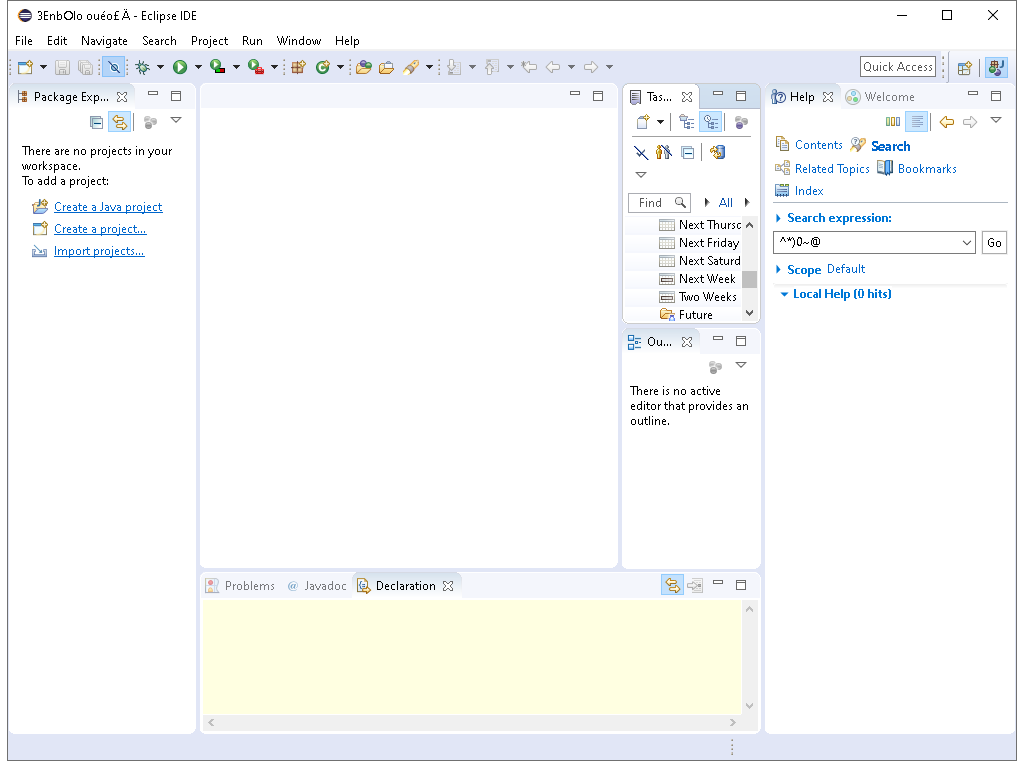 3EnbOlo ouéo£Ä - Eclipse IDE
File Edit Navigate Search Project Run Window Help
Quick Access
Package Exp...
There are no projects in your
workspace.
To add a project:
Create a Java project
Create a project...
Import projects...
Tas...
Find
All
Next Thursc
Next Friday
Next Saturd
Next Week
Two Weeks
Future
Ou...
There is no active
editor that provides an
outline.
Help Welcome
Contents Search
Related Topics Bookmarks
Index
Search expression:
^*)0~@ Go
Scope Default
Local Help (0 hits)
Problems @ Javadoc Declaration